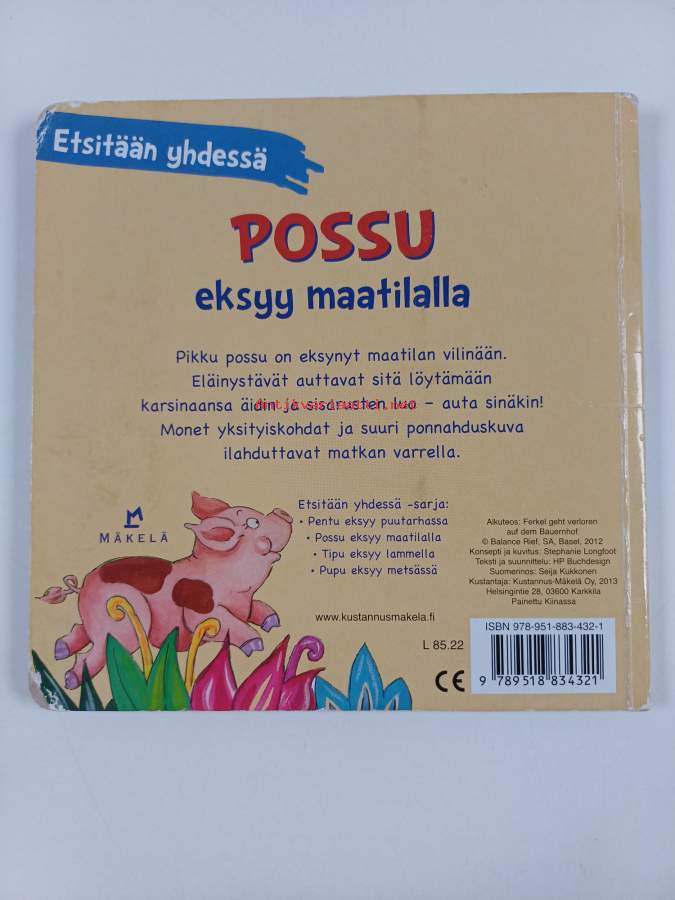 Etsitään yhdessä
POSSU
eksyy maatilalla
Pikku possu on eksynyt maatilan vilinään.
Eläinystävät auttavat sitä löytämään
karsinaansa äidin ja sisarusten luo – auta sinäkin!
Monet yksityiskohdat ja suuri ponnahduskuva
ilahduttavat matkan varrella.
MÄKELÄ
Etsitään yhdessä -sarja:
• Pentu eksyy puutarhassa
• Possu eksyy maatilalla
• Tipu eksyy lammella
• Pupu eksyy metsässä
www.kustannusmakela.fi
Alkuteos: Ferkel geht verloren
auf dem Bauernhof
© Balance Rief, SA, Basel, 2012
Konsepti ja kuvitus: Stephanie Longfoot
Teksti ja suunnittelu: HP Buchdesign
Suomennos: Seija Kukkonen
Kustantaja: Kustannus-Mäkelä Oy, 2013
Helsingintie 28, 03600 Karkkila
Painettu Kiinassa
L 85.22
CE
ISBN 978-951-883-432-1
9 789518 834321